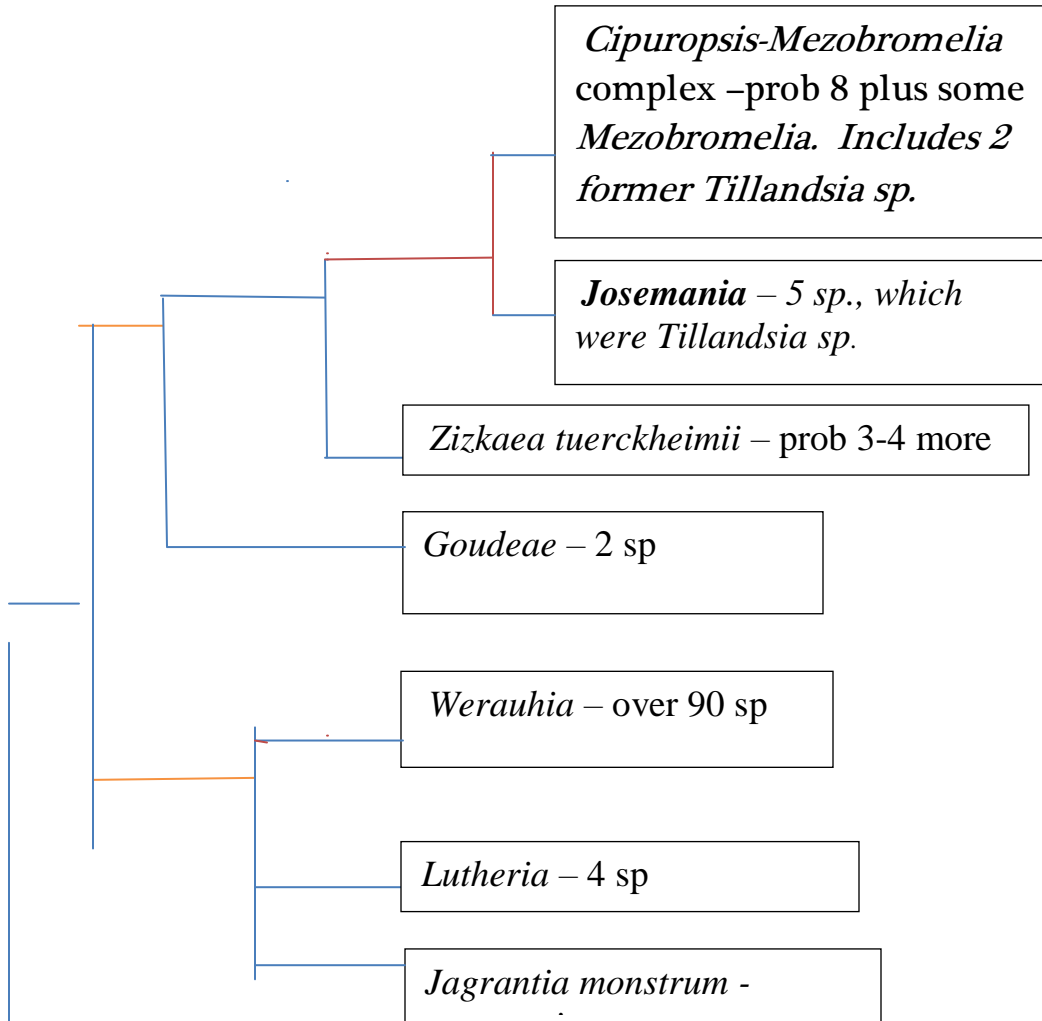 Cipuropsis-Mezobromelia
complex –prob 8 plus some
Mezobromelia. Includes 2
former Tillandsia sp.
Josemania – 5 sp., which
were Tillandsia sp.
Zizkaea tuerckheimii – prob 3-4 more
Goudeae – 2 sp
Werauhia – over 90 sp
Lutheria – 4 sp
Jagrantia monstrum -